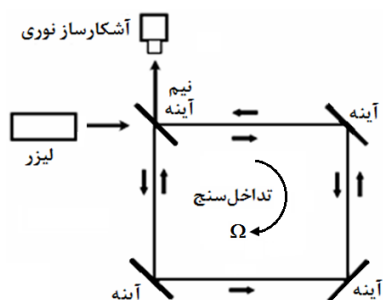 آشکارساز نوری
نیم
آینه
آینه
لیزر
تداخل‌سنج
Ω
آینه
آینه